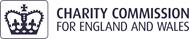 CHARITY COMMISSION
FOR ENGLAND AND WALES